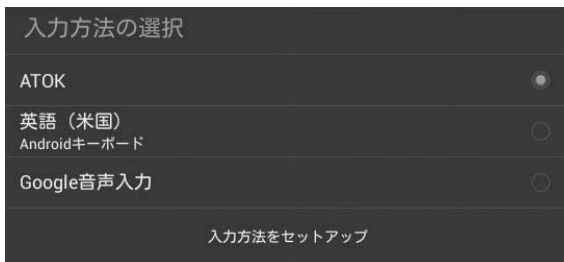 入力方法の選択
ATOK
英語（米国）
Androidキーボード
Google音声入力
入力方法をセットアップ